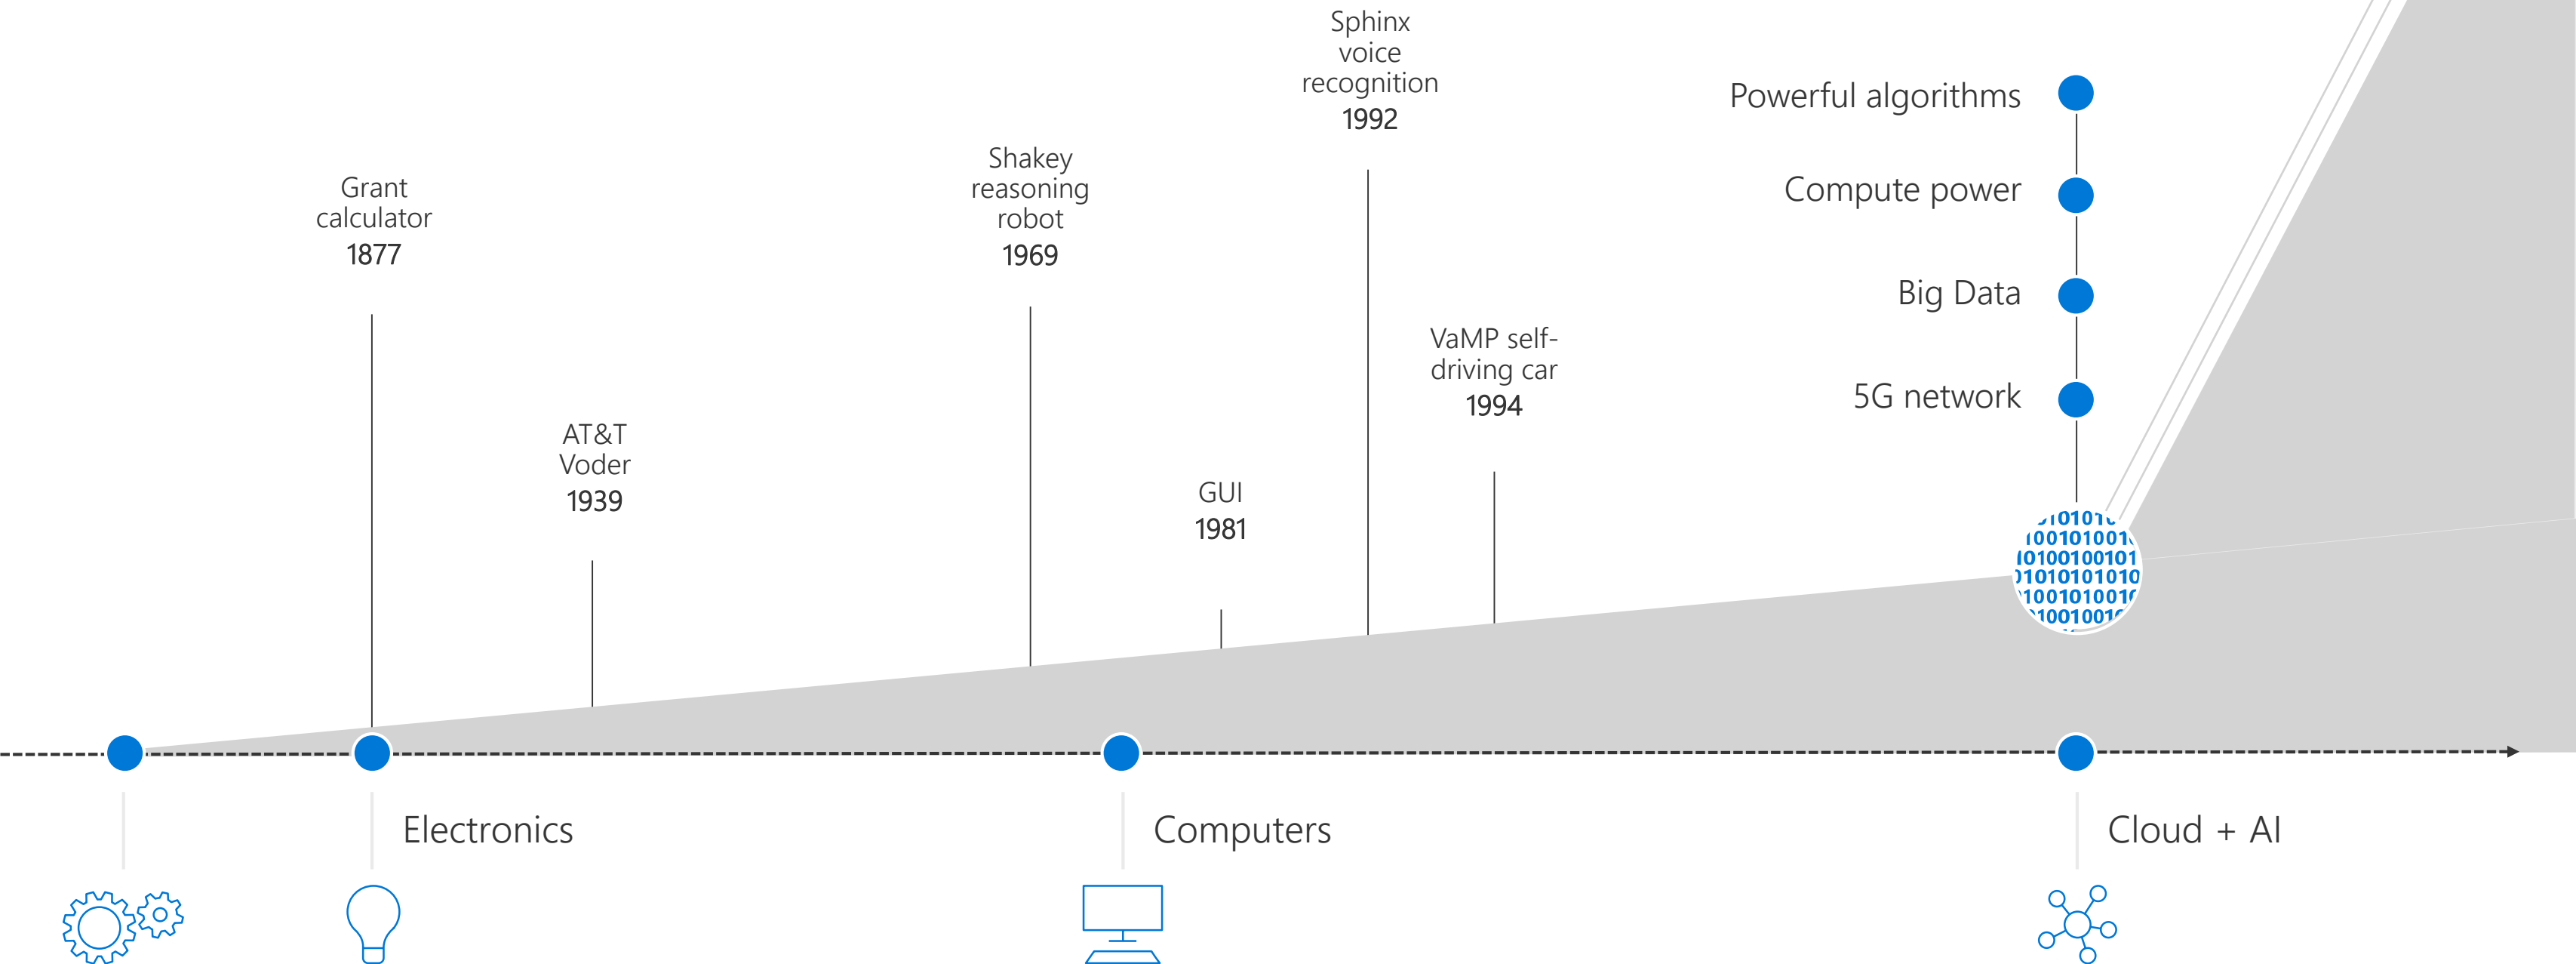 Sphinx
voice
recognition
1992
Powerful algorithms
Shakey
reasoning
robot
1969
Grant
calculator
1877
Compute power
Big Data
VaMP self-
driving car
1994
5G network
AT&T
Voder
1939
GUI
1981
Electronics
Computers
Cloud + AI